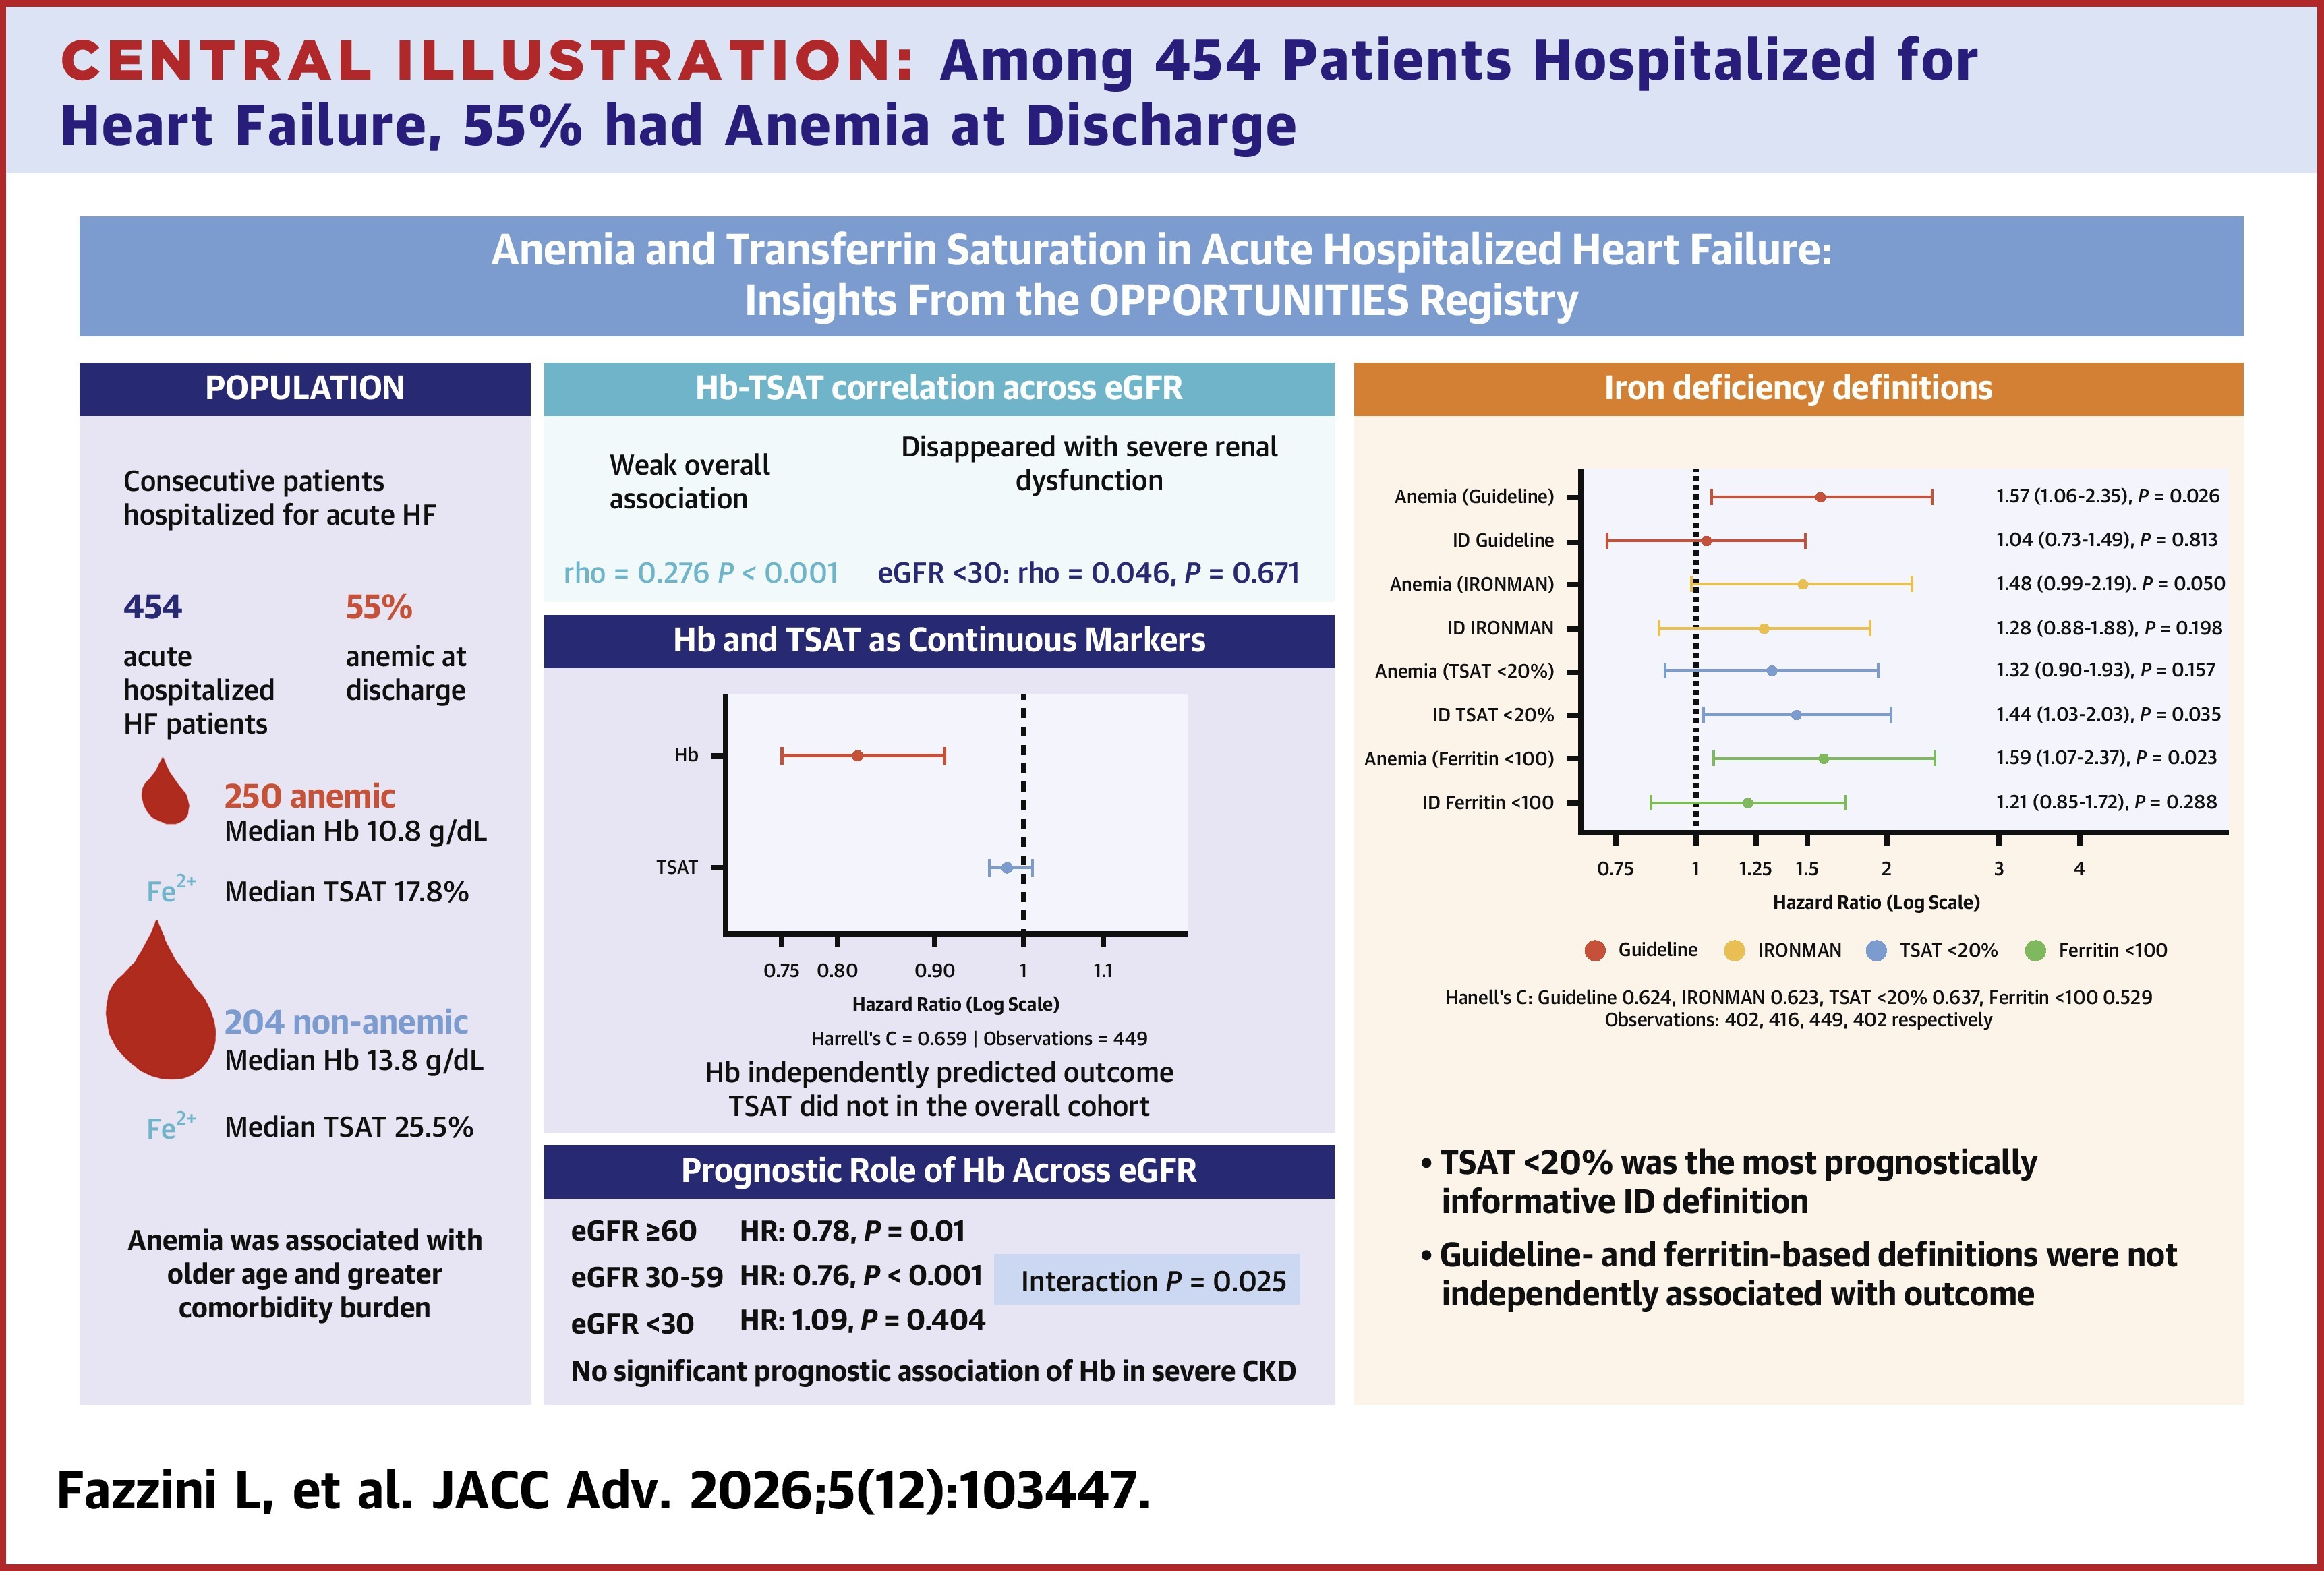 CENTRAL ILLUSTRATION: Among 454 Patients Hospitalized for
Heart Failure, 55% had Anemia at Discharge
Anemia and Transferrin Saturation in Acute Hospitalized Heart Failure:
Insights From the OPPORTUNITIES Registry
POPULATION
Consecutive patients
hospitalized for acute HF
454
acute
hospitalized
HF patients
55%
anemic at
discharge
250 anemic
Median Hb 10.8 g/dL
Fe2+ Median TSAT 17.8%
204 non-anemic
Median Hb 13.8 g/dL
Fe2+ Median TSAT 25.5%
Anemia was associated with
older age and greater
comorbidity burden
Hb-TSAT correlation across eGFR
Weak overall
association
rho = 0.276 P < 0.001
Disappeared with severe renal
dysfunction
eGFR <30: rho = 0.046, P = 0.671
Hb and TSAT as Continuous Markers
Hb
TSAT
0.75 0.80 0.90 1 1.1
Hazard Ratio (Log Scale)
Harrell's C = 0.659 | Observations = 449
Hb independently predicted outcome
TSAT did not in the overall cohort
Prognostic Role of Hb Across eGFR
eGFR ≥60 HR: 0.78, P = 0.01
eGFR 30-59 HR: 0.76, P < 0.001
eGFR <30 HR: 1.09, P = 0.404
Interaction P = 0.025
No significant prognostic association of Hb in severe CKD
Iron deficiency definitions
Anemia (Guideline) 1.57 (1.06-2.35), P = 0.026
ID Guideline 1.04 (0.73-1.49), P = 0.813
Anemia (IRONMAN) 1.48 (0.99-2.19). P = 0.050
ID IRONMAN 1.28 (0.88-1.88), P = 0.198
Anemia (TSAT <20%) 1.32 (0.90-1.93), P = 0.157
ID TSAT <20% 1.44 (1.03-2.03), P = 0.035
Anemia (Ferritin <100) 1.59 (1.07-2.37), P = 0.023
ID Ferritin <100 1.21 (0.85-1.72), P = 0.288
0.75 1 1.25 1.5 2 3 4
Hazard Ratio (Log Scale)
Guideline IRONMAN TSAT <20% Ferritin <100
Hanell's C: Guideline 0.624, IRONMAN 0.623, TSAT <20% 0.637, Ferritin <100 0.529
Observations: 402, 416, 449, 402 respectively
• TSAT <20% was the most prognostically
informative ID definition
• Guideline- and ferritin-based definitions were not
independently associated with outcome
Fazzini L, et al. JACC Adv. 2026;5(12):103447.